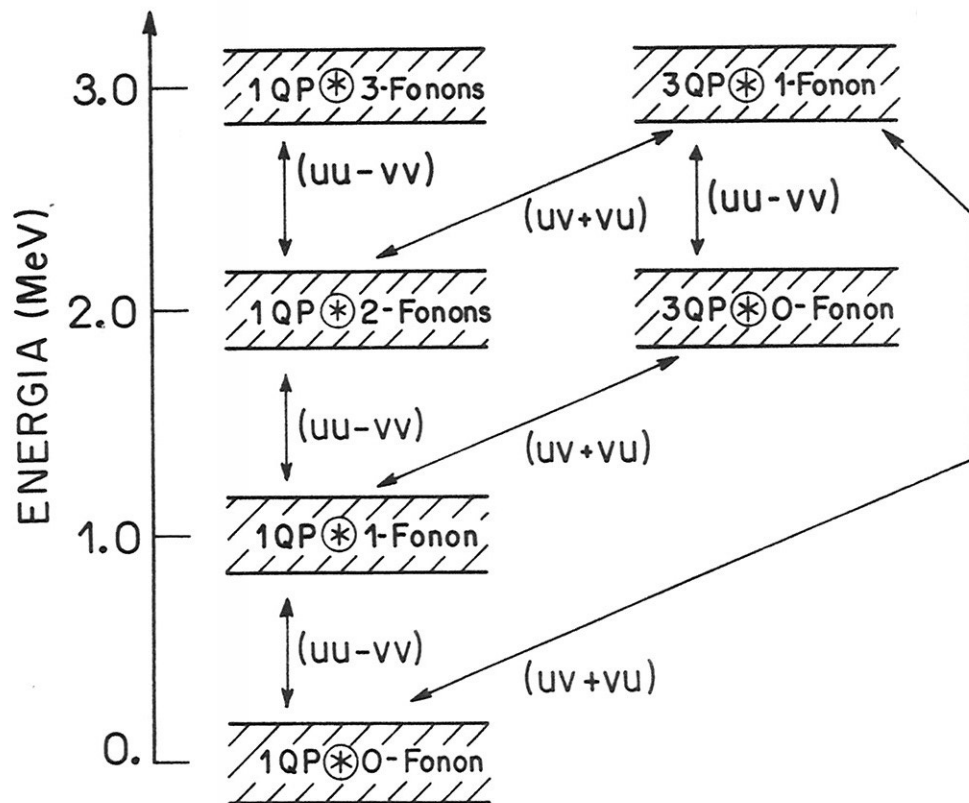 ENERGIA (MeV)
3.0
2.0
1.0
0.
1QP⊛3-Fonons
3QP⊛1-Fonon
(uu-vv)
(uv+vu)
(uu-vv)
1QP⊛2-Fonons
3QP⊛0-Fonon
(uu-vv)
(uv+vu)
1QP⊛1-Fonon
(uu-vv)
(uv+vu)
1QP⊛0-Fonon